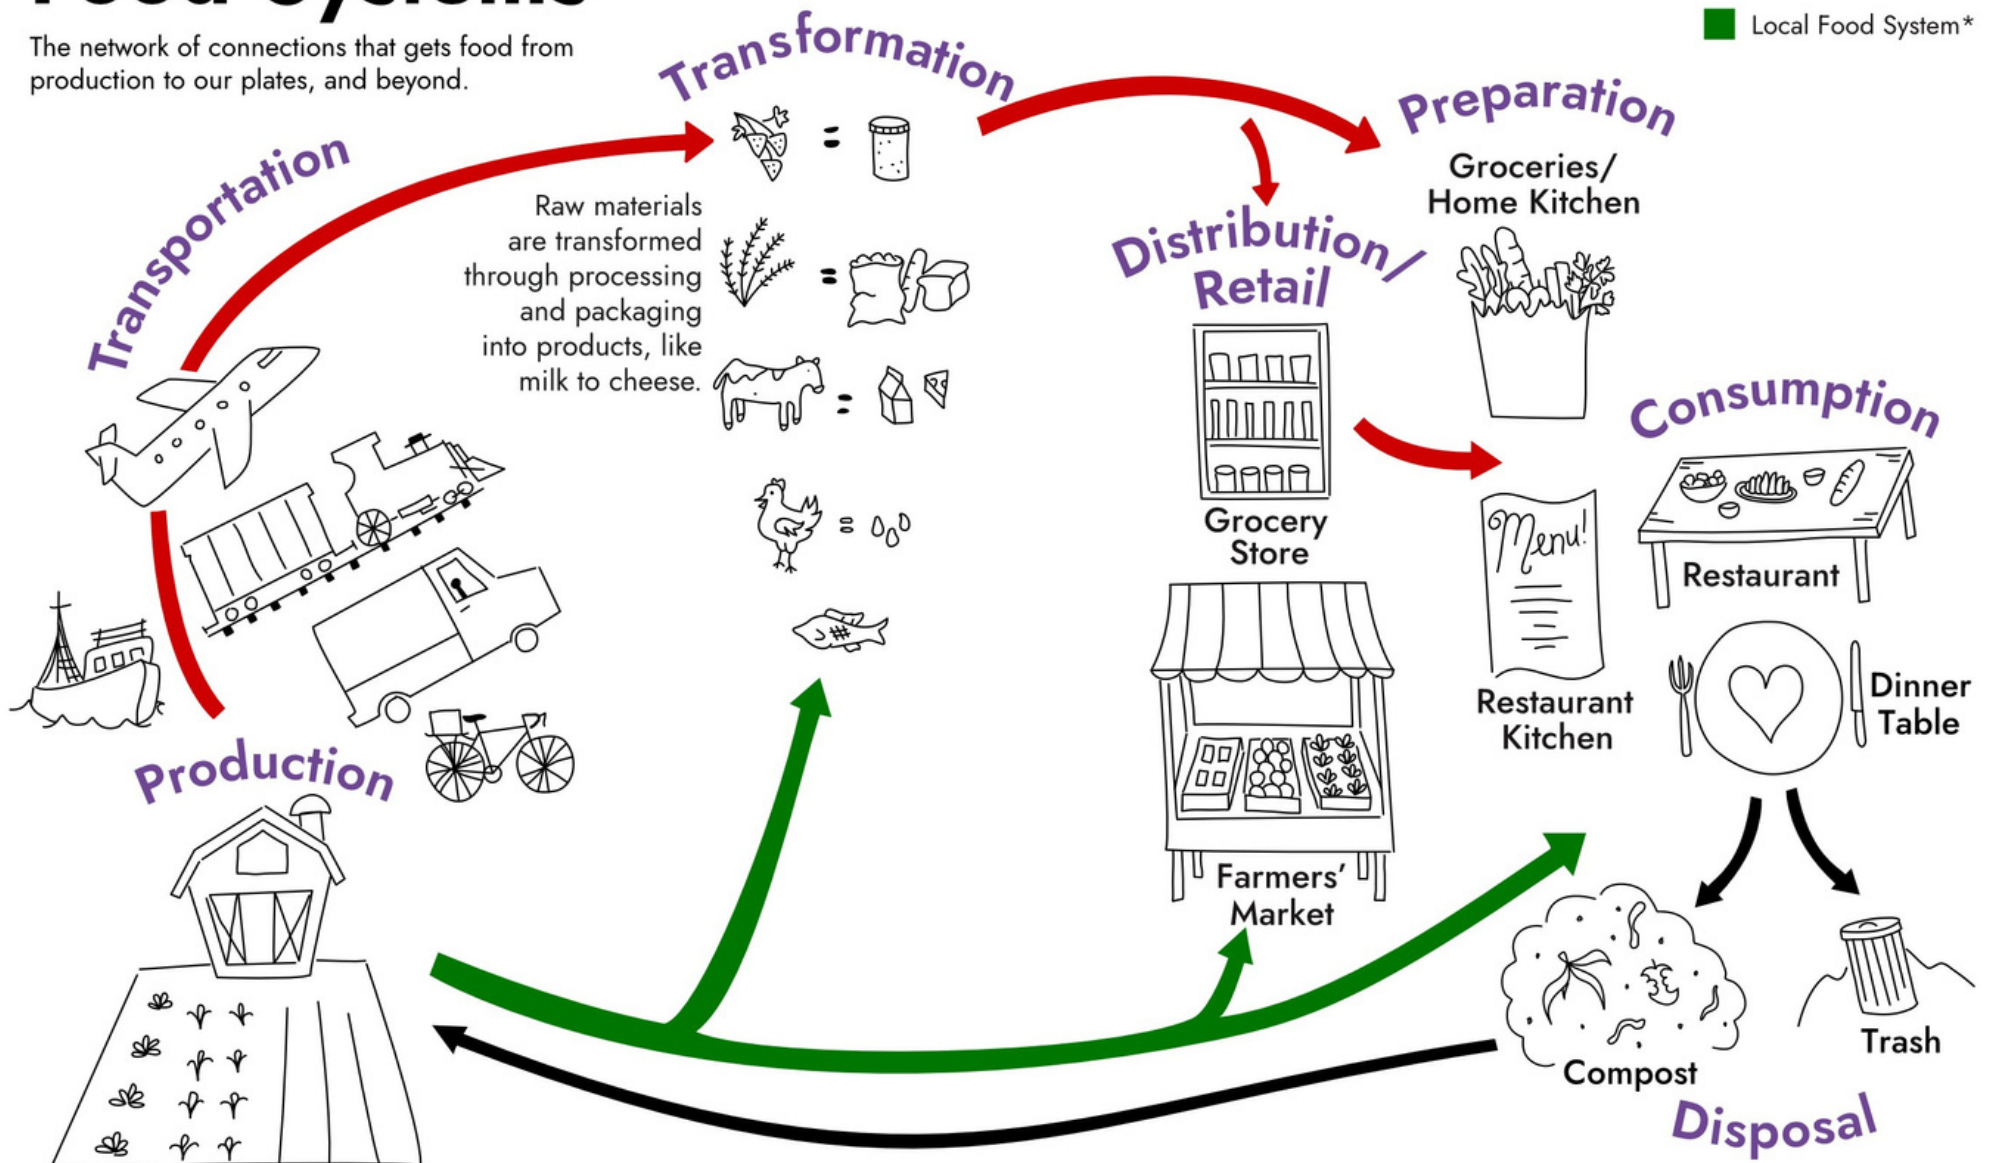 The network of connections that gets food from
production to our plates, and beyond.
Local Food System*
Transportation
Transformation
Raw materials
are transformed
through processing
and packaging
into products, like
milk to cheese.
Preparation
Groceries/
Home Kitchen
Distribution/
Retail
Grocery
Store
Farmers'
Market
Menu!
Restaurant
Kitchen
Consumption
Restaurant
Dinner
Table
Production
Compost
Trash
Disposal